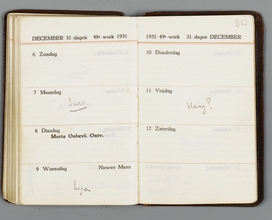 DECEMBER 31 dagen 49e week 1931
6 Zondag
7 Maandag
8 Dinsdag
Maria Onbevl. Ontv.
9 Woensdag Nieuwe Maan
1931 49e week 31 dagen DECEMBER
10 Donderdag
11 Vrijdag
Haag?
12 Zaterdag